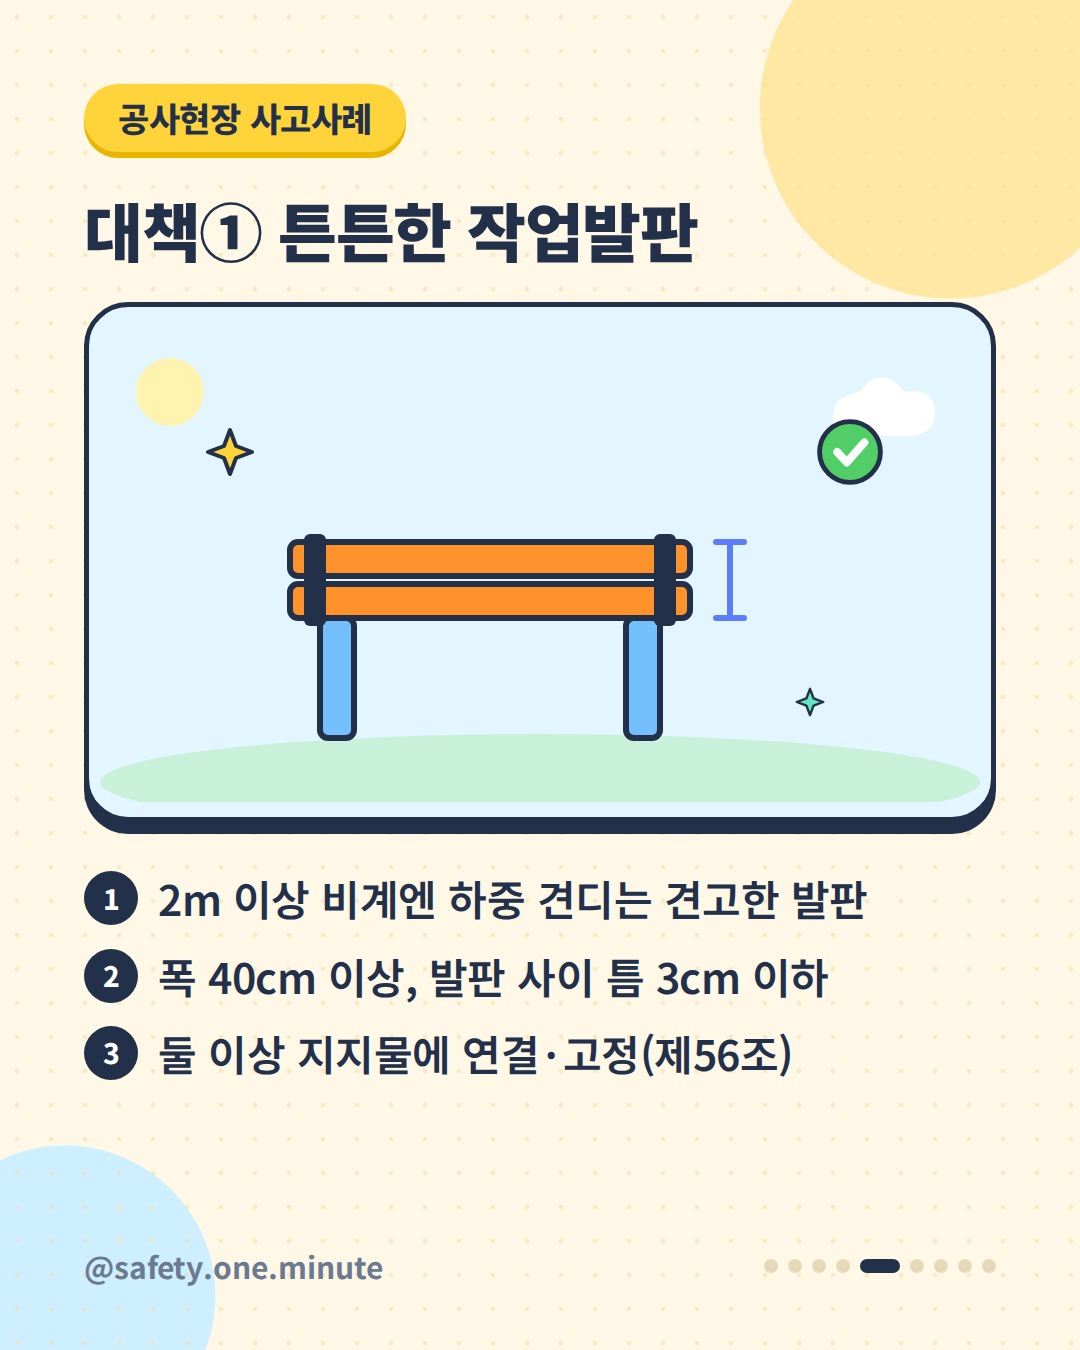 공사현장 사고사례
대책① 튼튼한 작업발판
1 2m 이상 비계엔 하중 견디는 견고한 발판
2 폭 40cm 이상, 발판 사이 틈 3cm 이하
3 둘 이상 지지물에 연결·고정(제56조)
@safety.one.minute